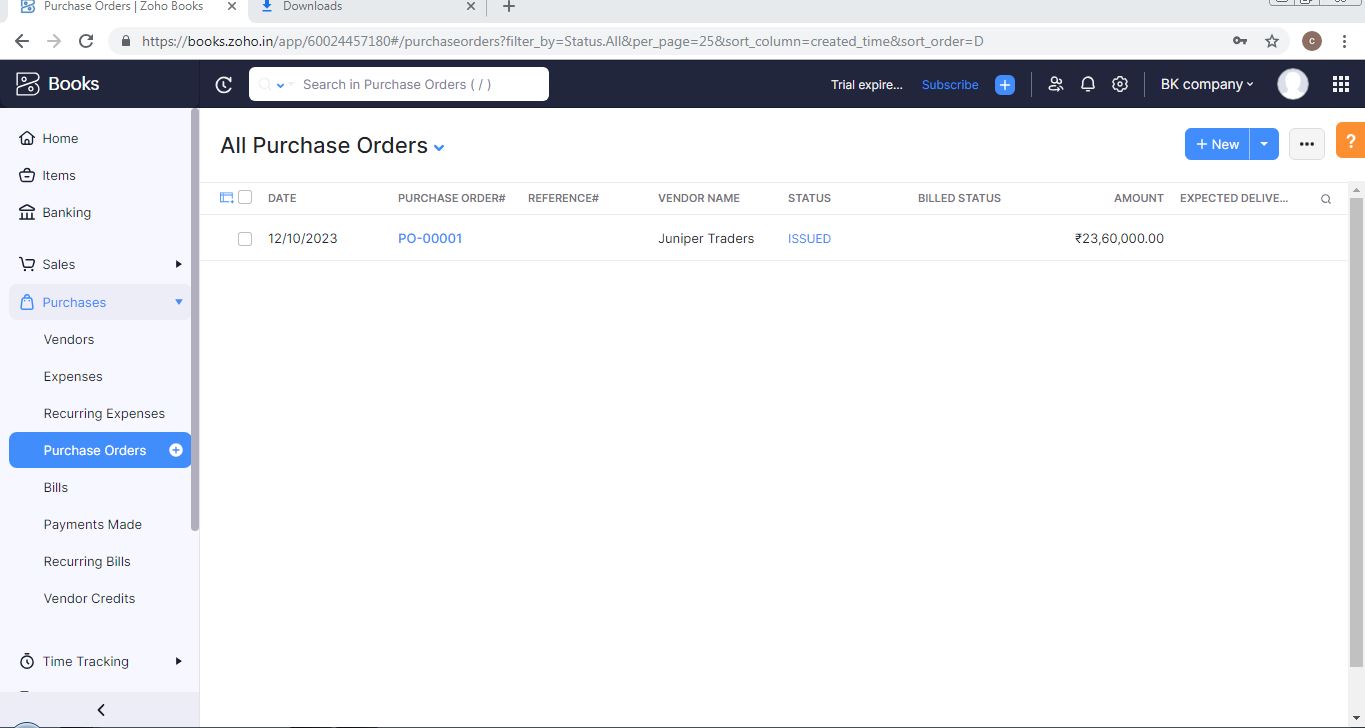 Purchase Orders | Zoho Books
Downloads
https://books.zoho.in/app/60024457180#/purchaseorders?filter_by=Status.All&per_page=25&sort_column=created_time&sort_order=D
C
Books
Search in Purchase Orders ( / )
Trial expire...
Subscribe
BK company
Home
Items
Banking
Sales
Purchases
Vendors
Expenses
Recurring Expenses
Purchase Orders
Bills
Payments Made
Recurring Bills
Vendor Credits
Time Tracking
All Purchase Orders
+ New
?
DATE PURCHASE ORDER# REFERENCE# VENDOR NAME STATUS BILLED STATUS AMOUNT EXPECTED DELIVE...
12/10/2023 PO-00001 Juniper Traders ISSUED ₹23,60,000.00